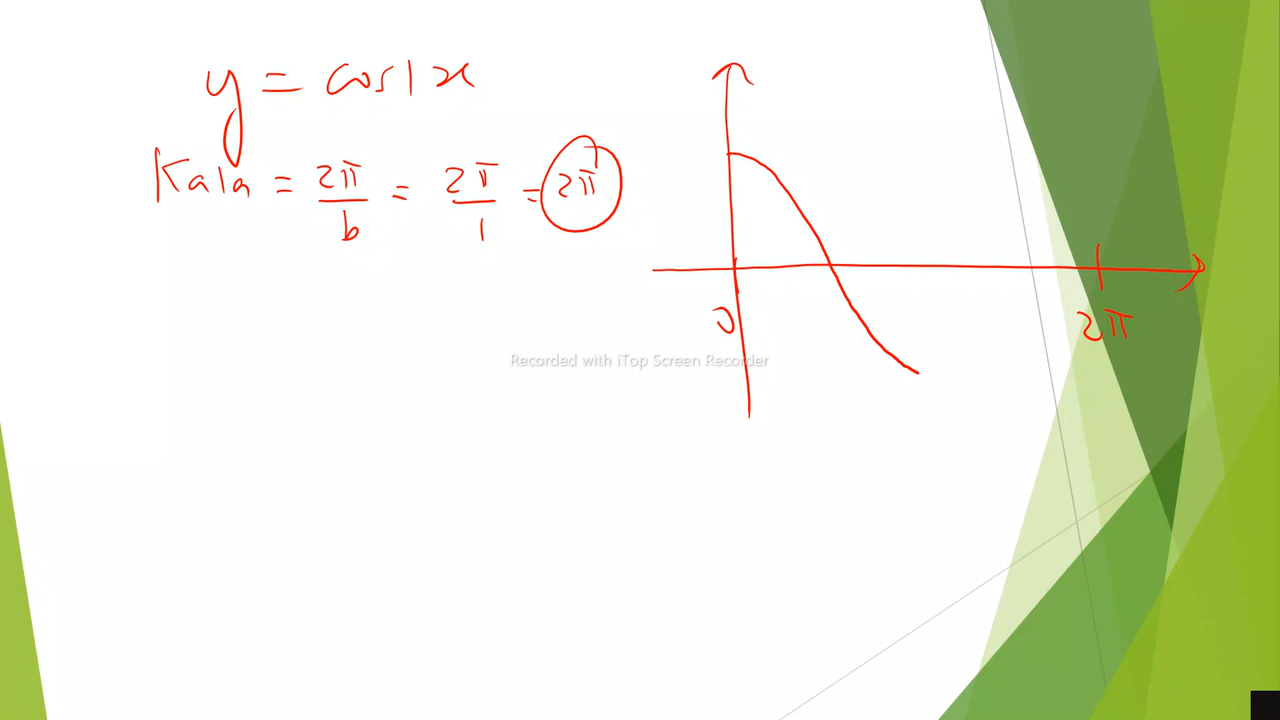 y = cos 1x
Kala = 2π/b = 2π/1 = 2π
0
2π
Recorded with iTop Screen Recorder